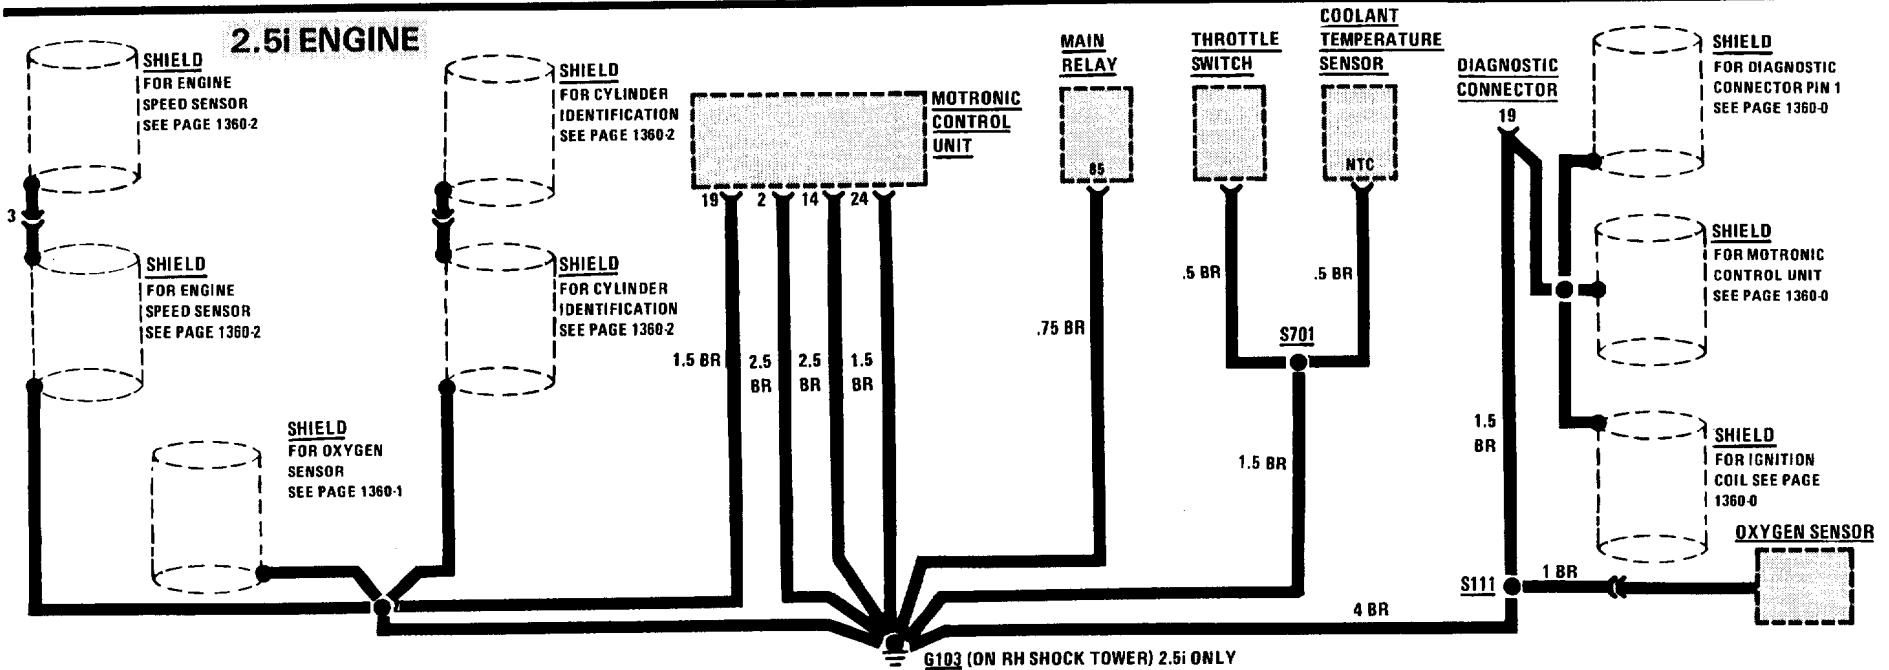 2.5i ENGINE
SHIELD
FOR ENGINE
SPEED SENSOR
SEE PAGE 1360-2
SHIELD
FOR CYLINDER
IDENTIFICATION
SEE PAGE 1360-2
MOTRONIC
CONTROL
UNIT
MAIN
RELAY
85
THROTTLE
SWITCH
COOLANT
TEMPERATURE
SENSOR
NTC
DIAGNOSTIC
CONNECTOR
19
SHIELD
FOR DIAGNOSTIC
CONNECTOR PIN 1
SEE PAGE 1360-0
3
19
2
14
24
SHIELD
FOR ENGINE
SPEED SENSOR
SEE PAGE 1360-2
SHIELD
FOR CYLINDER
IDENTIFICATION
SEE PAGE 1360-2
.5 BR
.5 BR
SHIELD
FOR MOTRONIC
CONTROL UNIT
SEE PAGE 1360-0
1.5 BR
2.5
BR
2.5
BR
1.5
BR
.75 BR
S701
SHIELD
FOR OXYGEN
SENSOR
SEE PAGE 1360-1
1.5 BR
1.5
BR
SHIELD
FOR IGNITION
COIL SEE PAGE
1360-0
OXYGEN SENSOR
S111
1 BR
4 BR
G103 (ON RH SHOCK TOWER) 2.5i ONLY